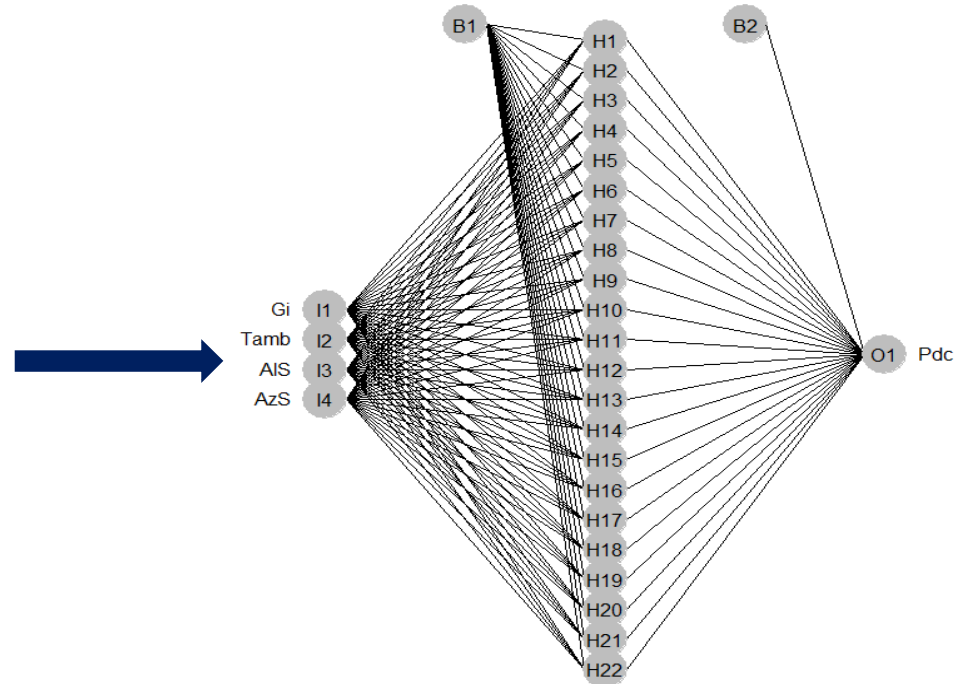 B1
B2
H1
H2
H3
H4
H5
H6
H7
H8
H9
Gi I1 H10
Tamb I2 H11
O1 Pdc
AlS I3 H12
AzS I4 H13
H14
H15
H16
H17
H18
H19
H20
H21
H22